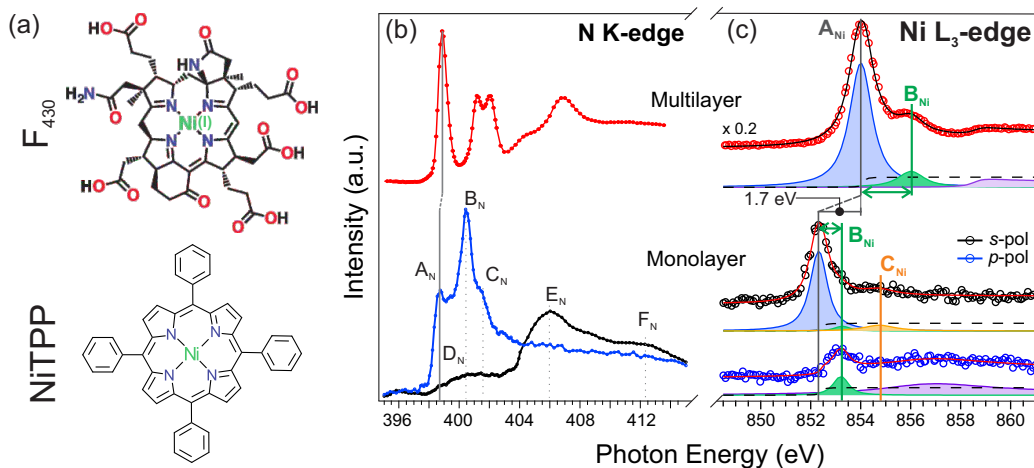 (a)
F430
O
OH
O
HN
H2N
O
N
N
Ni(I)
N
N
O
OH
O
OH
O
HO
O
O
OH
NiTPP
N
N
Ni
N
N
(b)
N K-edge
Intensity (a.u.)
AN
BN
CN
DN
EN
FN
396
400
404
408
412
(c)
Ni L3-edge
ANi
BNi
Multilayer
x 0.2
1.7 eV
BNi
CNi
s-pol
p-pol
Monolayer
850
852
854
856
858
860
Photon Energy (eV)